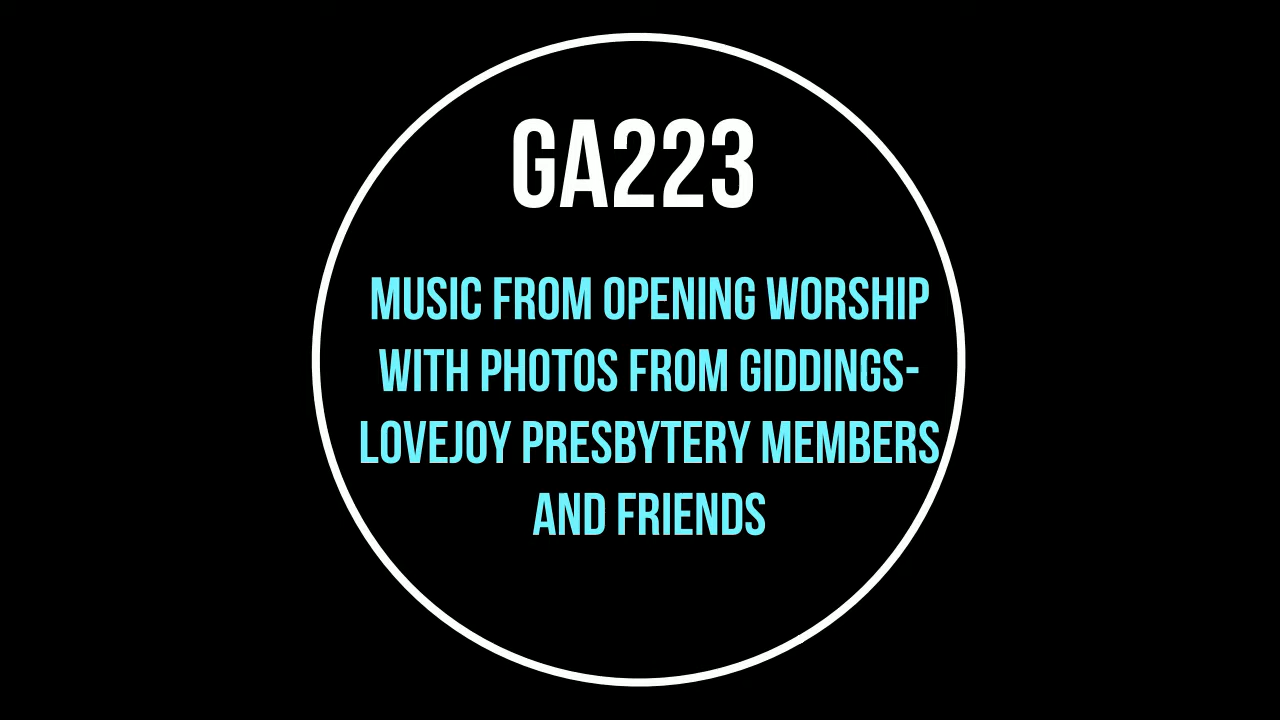 GA223
MUSIC FROM OPENING WORSHIP
WITH PHOTOS FROM GIDDINGS-
LOVEJOY PRESBYTERY MEMBERS
AND FRIENDS